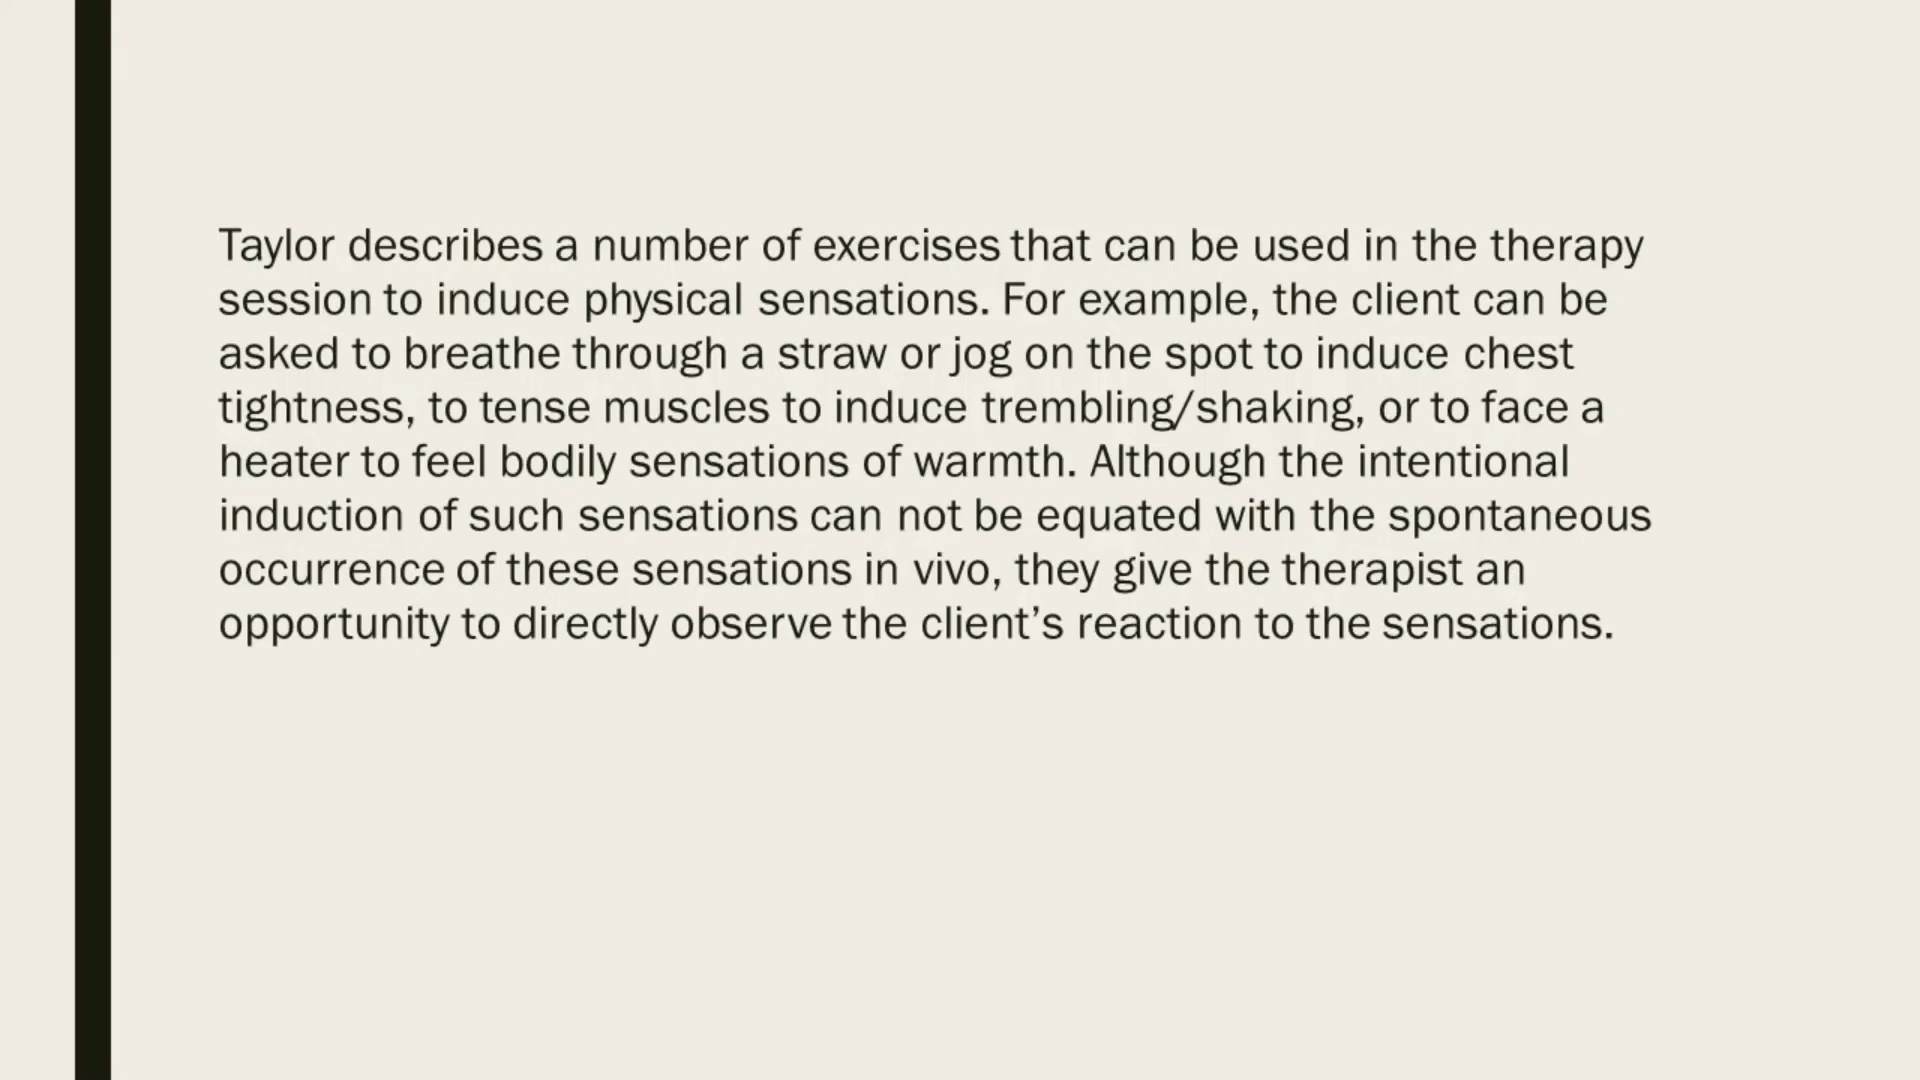 Taylor describes a number of exercises that can be used in the therapy
session to induce physical sensations. For example, the client can be
asked to breathe through a straw or jog on the spot to induce chest
tightness, to tense muscles to induce trembling/shaking, or to face a
heater to feel bodily sensations of warmth. Although the intentional
induction of such sensations can not be equated with the spontaneous
occurrence of these sensations in vivo, they give the therapist an
opportunity to directly observe the client’s reaction to the sensations.